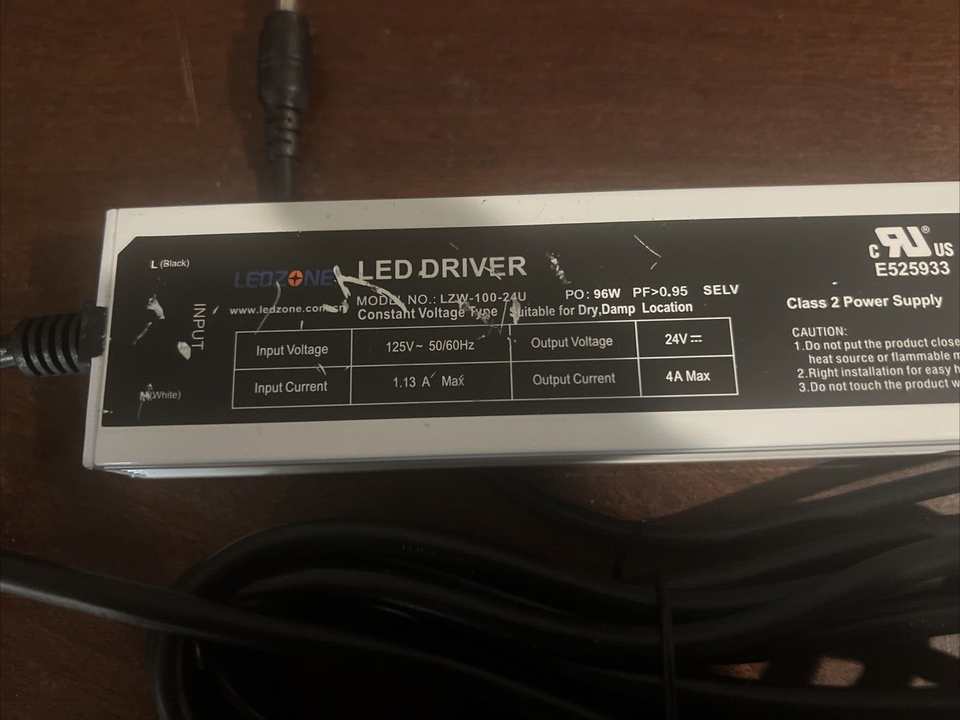 L (Black)
INPUT
N (White)
LEDZONE
www.ledzone.com.cn
LED DRIVER
MODEL NO.: LZW-100-24U
PO: 96W PF>0.95 SELV
Constant Voltage Type / Suitable for Dry,Damp Location
Input Voltage 125V~ 50/60Hz Output Voltage 24V ⎓
Input Current 1.13 A Max Output Current 4A Max
c RU ® US
E525933
Class 2 Power Supply
CAUTION:
1.Do not put the product close
heat source or flammable m
2.Right installation for easy h
3.Do not touch the product w